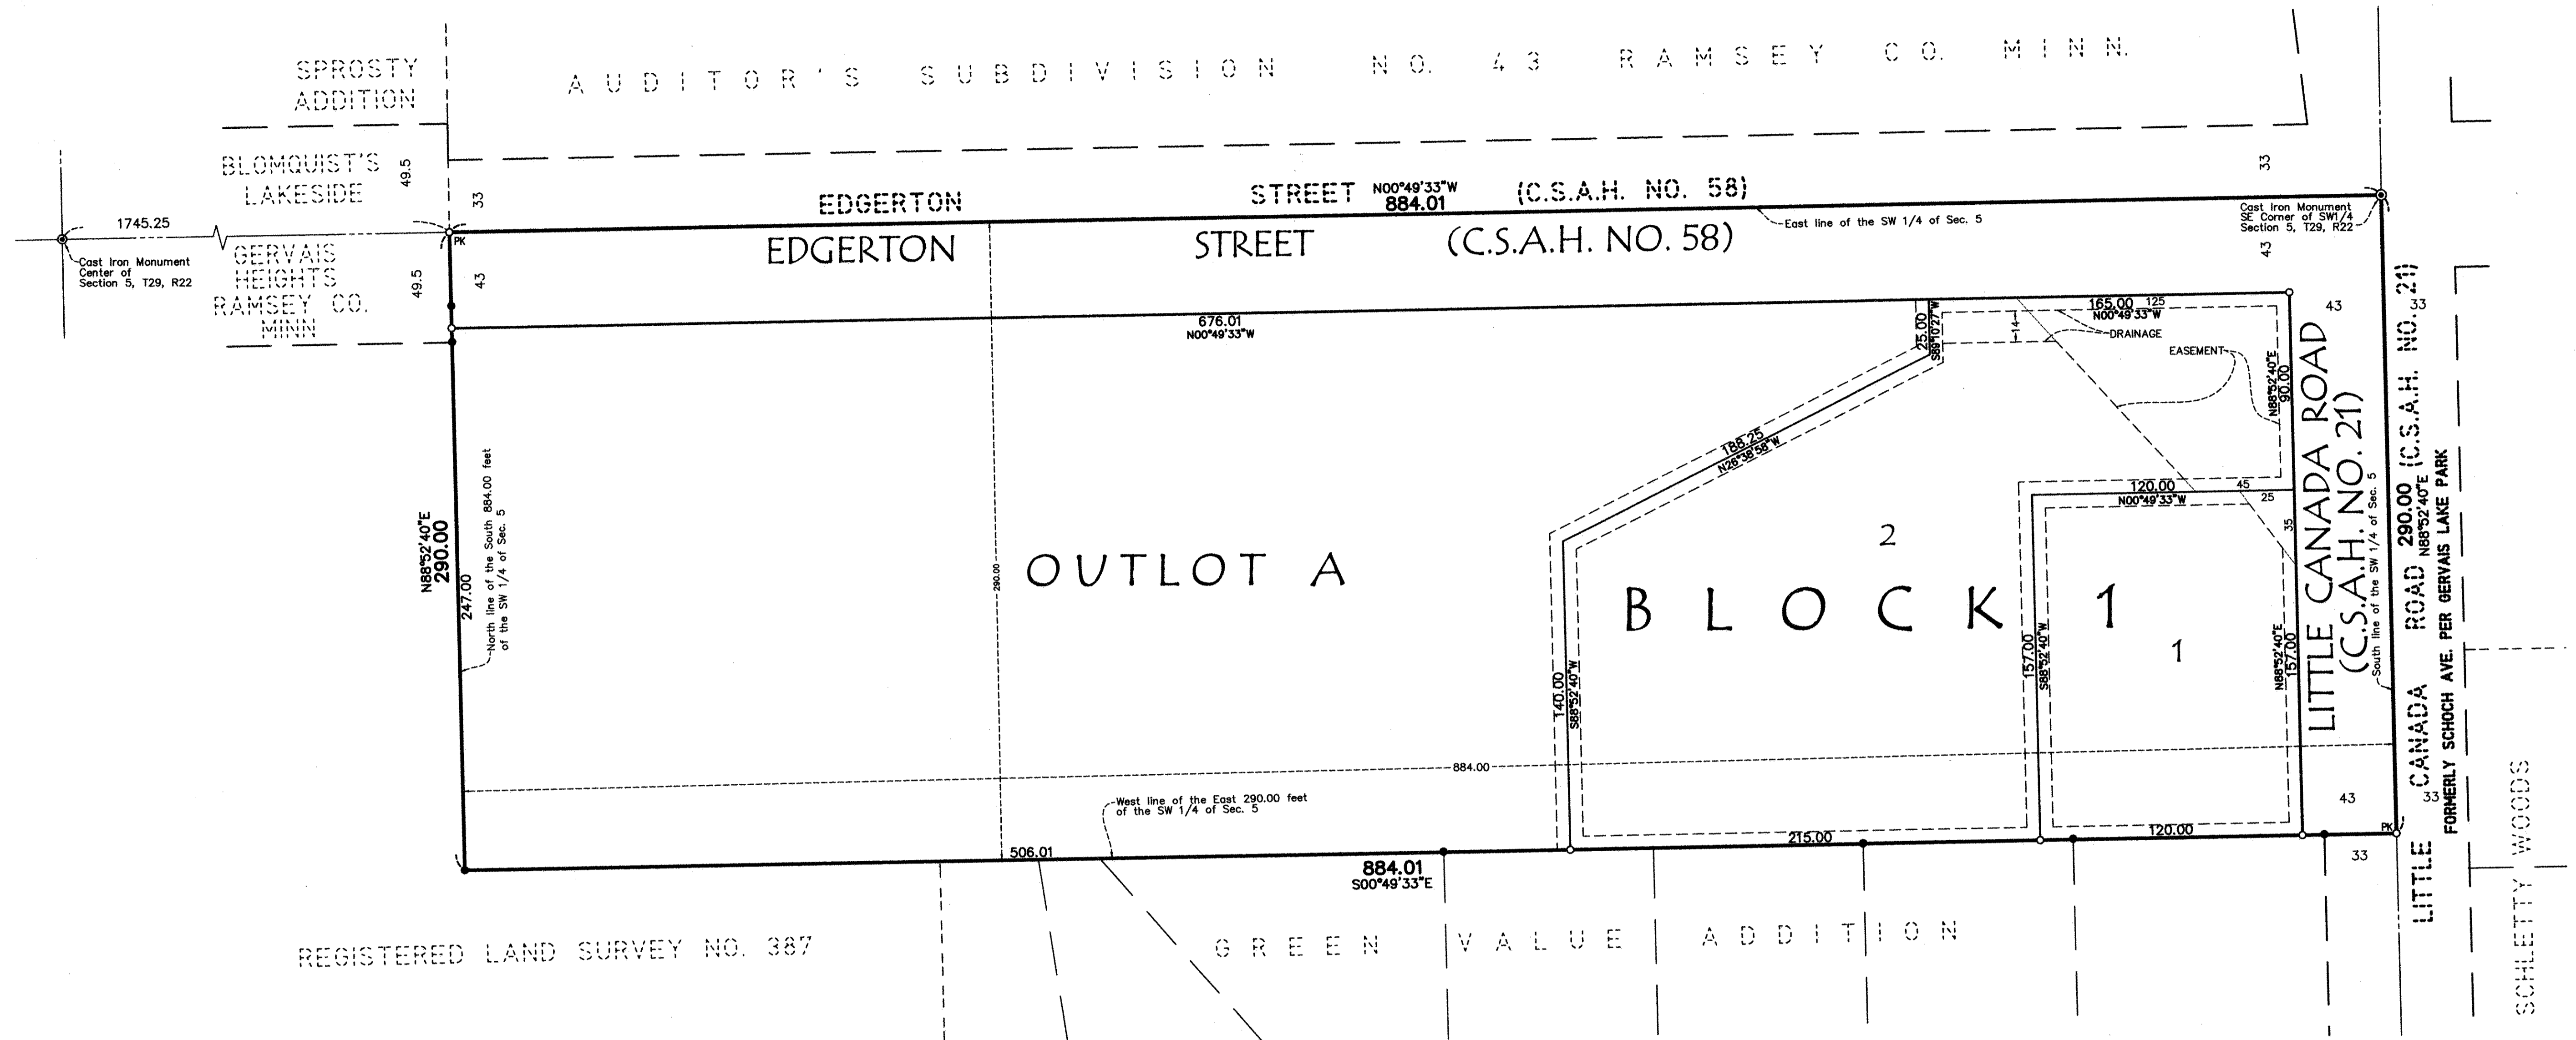 AUDITOR'S SUBDIVISION NO. 43 RAMSEY CO. MINN.
SPROSTY
ADDITION
BLOMQUIST'S
LAKESIDE
49.5
33
33
1745.25
Cast Iron Monument
Center of
Section 5, T29, R22
GERVAIS
HEIGHTS
RAMSEY CO.
MINN
49.5
43
PK
EDGERTON STREET N00°49'33"W (C.S.A.H. NO. 58)
884.01
East line of the SW 1/4 of Sec. 5
Cast Iron Monument
SE Corner of SW1/4
Section 5, T29, R22
43
EDGERTON STREET (C.S.A.H. NO. 58)
676.01
N00°49'33"W
165.00
125
N00°49'33"W
25.00
S89°10'27"W
14
DRAINAGE
EASEMENT
N88°52'40"E
90.00
43
33
188.25
N26°38'58"W
120.00
45
N00°49'33"W
25
35
N88°52'40"E
290.00
247.00
North line of the South 884.00 feet
of the SW 1/4 of Sec. 5
290.00
OUTLOT A
2
BLOCK 1
1
140.00
S88°52'40"W
157.00
S88°52'40"W
N88°52'40"E
157.00
LITTLE CANADA ROAD
(C.S.A.H. NO. 21)
South line of the SW 1/4 of Sec. 5
LITTLE CANADA ROAD 290.00 (C.S.A.H. NO. 21)
N88°52'40"E
FORMERLY SCHOCH AVE. PER GERVAIS LAKE PARK
884.00
West line of the East 290.00 feet
of the SW 1/4 of Sec. 5
43
33
PK
506.01
215.00
120.00
884.01
S00°49'33"E
33
REGISTERED LAND SURVEY NO. 387
GREEN VALUE ADDITION
SCHLETTY WOODS